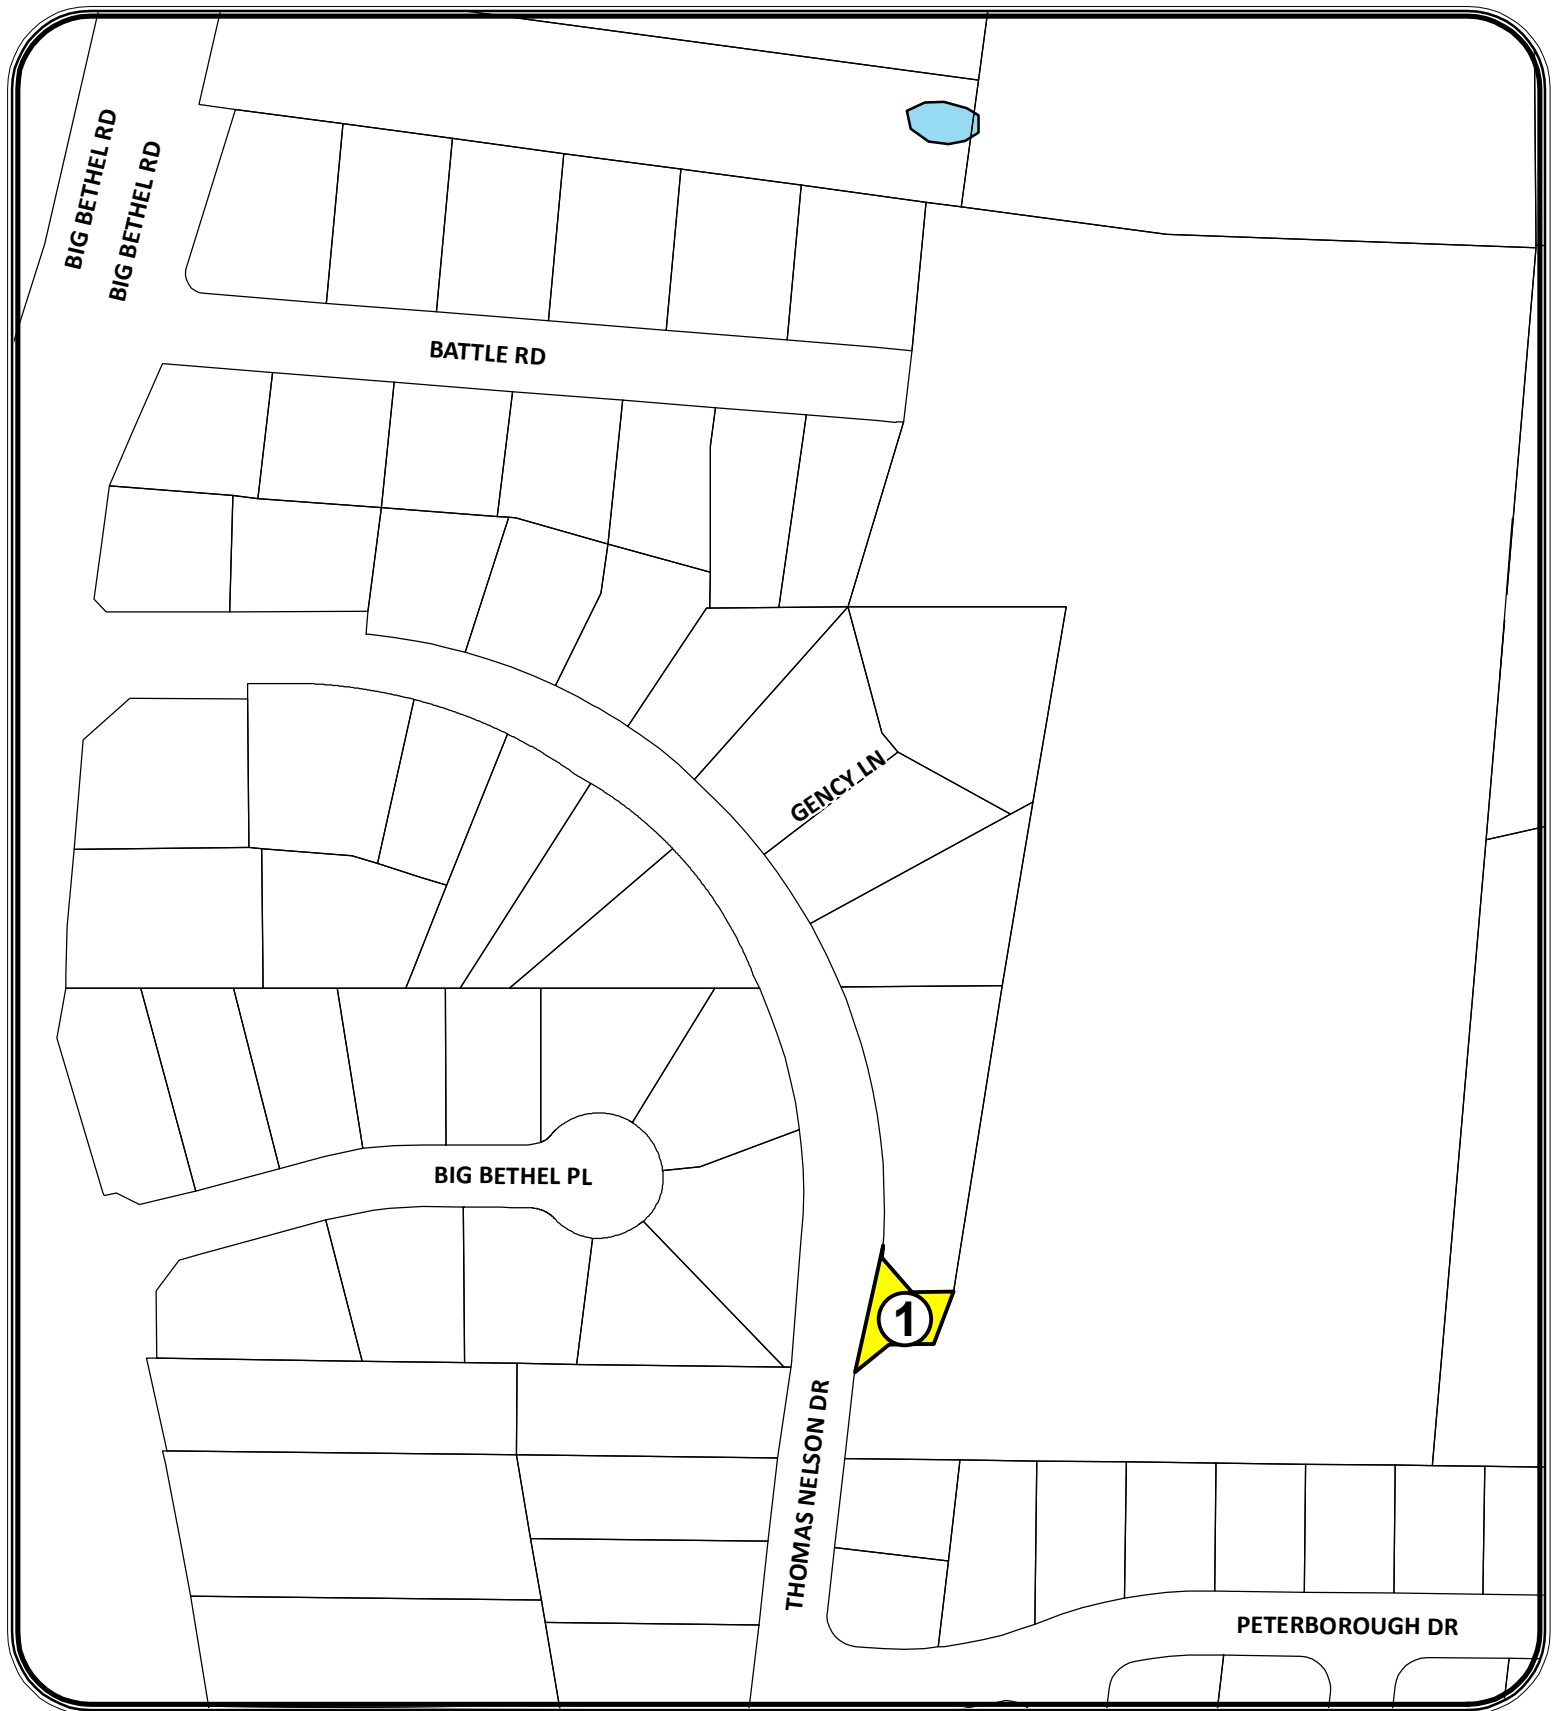 BIG BETHEL RD
BIG BETHEL RD
BATTLE RD
GENCY LN
BIG BETHEL PL
1
THOMAS NELSON DR
PETERBOROUGH DR